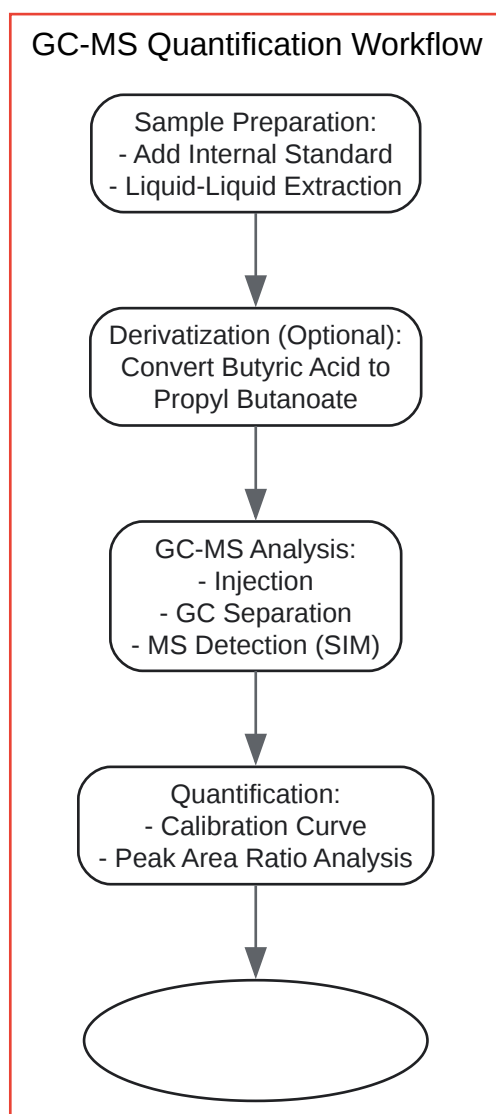 GC-MS Quantification Workflow
Sample Preparation:
- Add Internal Standard
- Liquid-Liquid Extraction
Derivatization (Optional):
Convert Butyric Acid to
Propyl Butanoate
GC-MS Analysis:
- Injection
- GC Separation
- MS Detection (SIM)
Quantification:
- Calibration Curve
- Peak Area Ratio Analysis